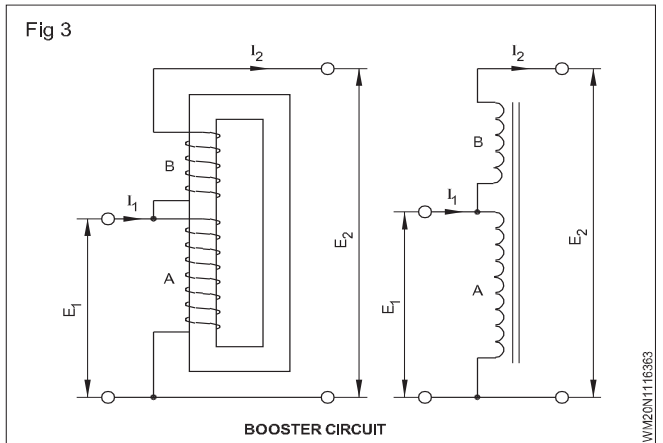 Fig 3
I2
B
I1
A
E1
E2
I2
B
I1
A
E1
E2
BOOSTER CIRCUIT
WM20N1116363